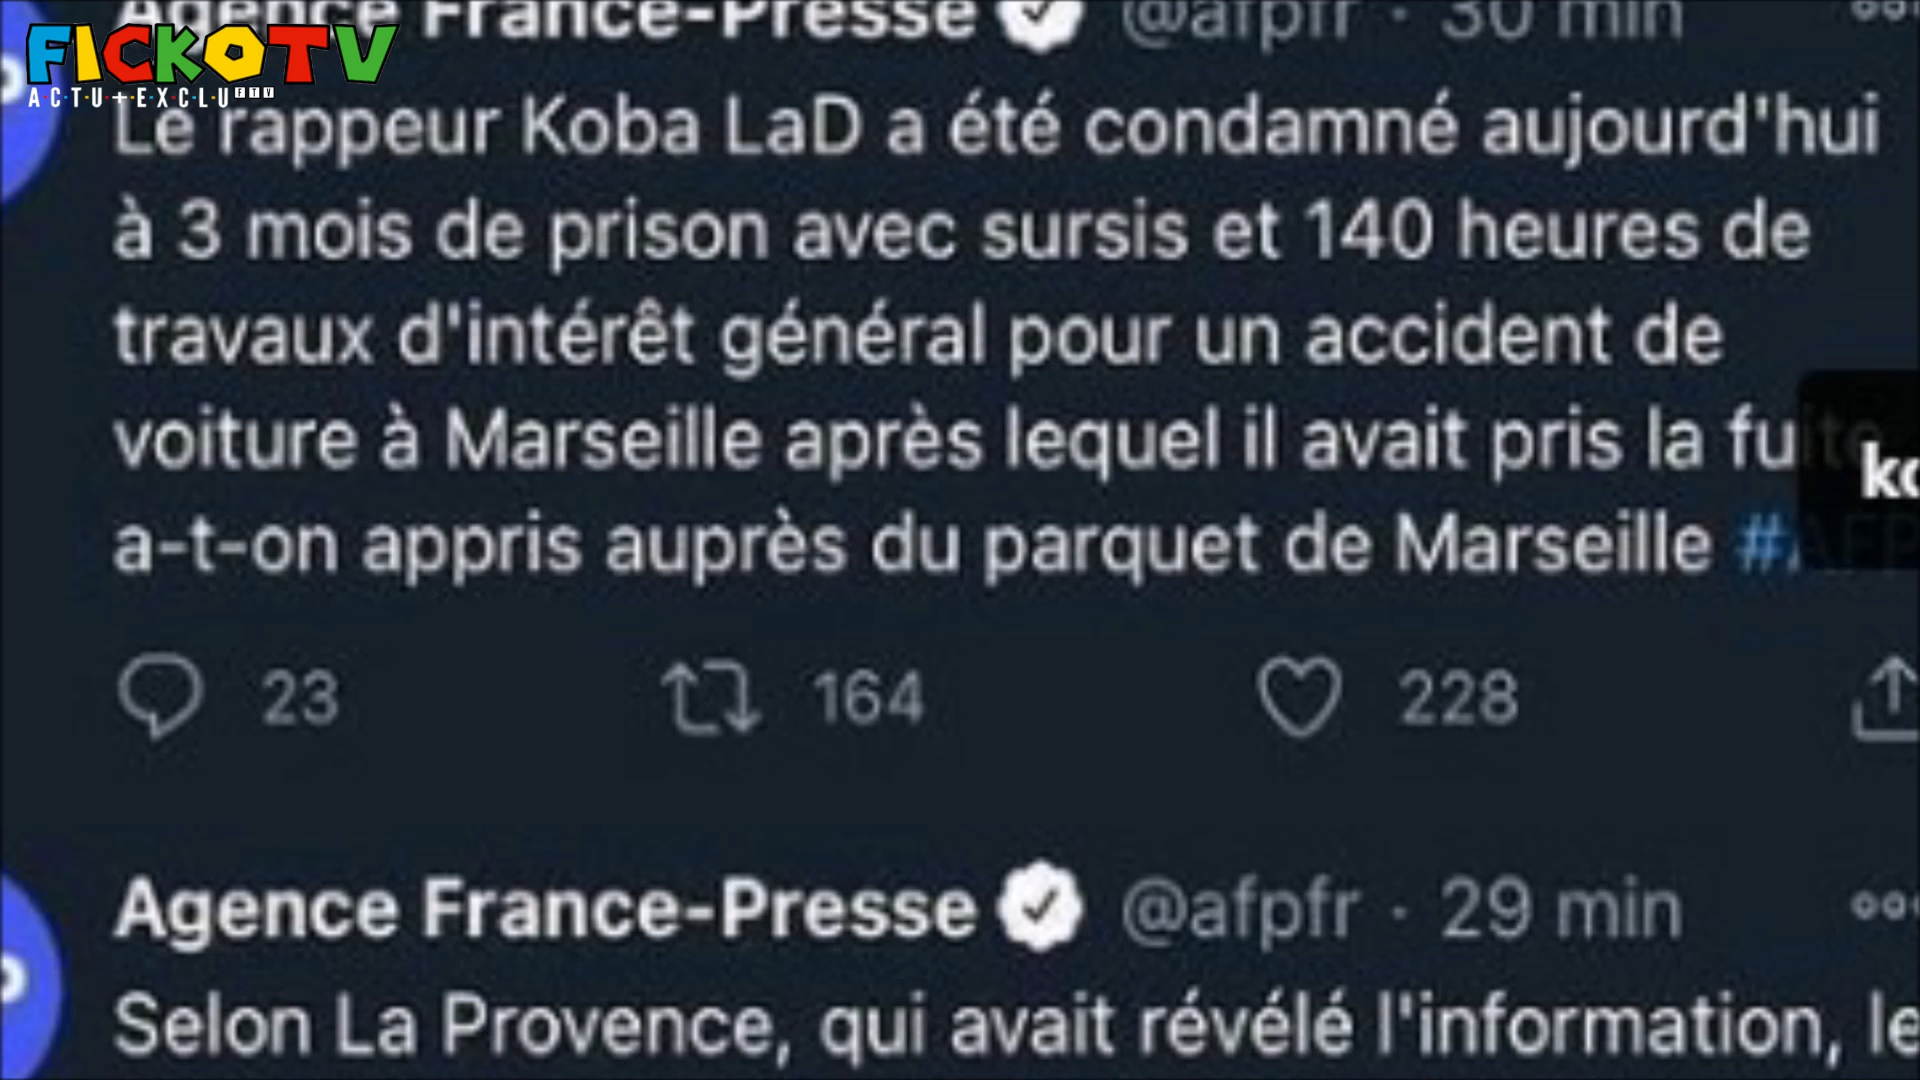 Agence France-Presse @afpfr · 30 min
FICKOTV
A·C·T·U·+·E·X·C·L·U FTV
Le rappeur Koba LaD a été condamné aujourd'hui
à 3 mois de prison avec sursis et 140 heures de
travaux d'intérêt général pour un accident de
voiture à Marseille après lequel il avait pris la fuite
ko
a-t-on appris auprès du parquet de Marseille #AFP
23 164 228
Agence France-Presse @afpfr · 29 min
Selon La Provence, qui avait révélé l'information, le